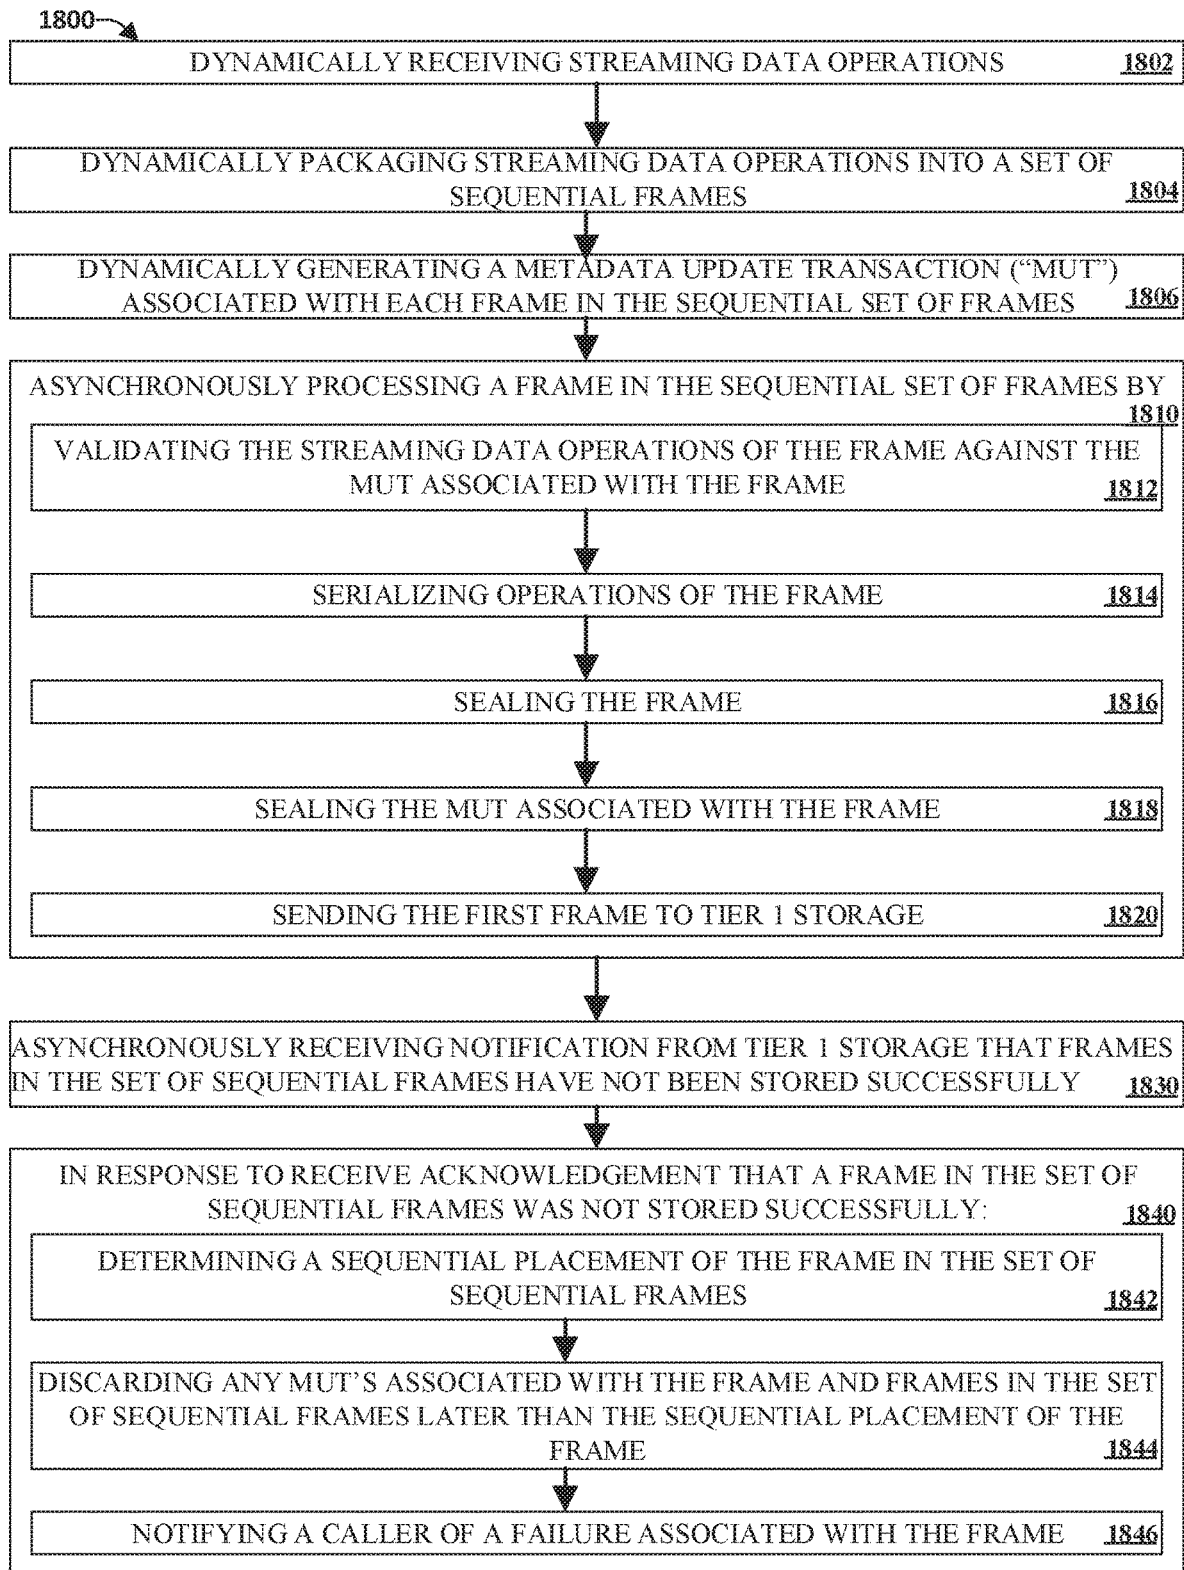 1800
DYNAMICALLY RECEIVING STREAMING DATA OPERATIONS 1802
DYNAMICALLY PACKAGING STREAMING DATA OPERATIONS INTO A SET OF
SEQUENTIAL FRAMES 1804
DYNAMICALLY GENERATING A METADATA UPDATE TRANSACTION (“MUT”)
ASSOCIATED WITH EACH FRAME IN THE SEQUENTIAL SET OF FRAMES 1806
ASYNCHRONOUSLY PROCESSING A FRAME IN THE SEQUENTIAL SET OF FRAMES BY
1810
VALIDATING THE STREAMING DATA OPERATIONS OF THE FRAME AGAINST THE
MUT ASSOCIATED WITH THE FRAME 1812
SERIALIZING OPERATIONS OF THE FRAME 1814
SEALING THE FRAME 1816
SEALING THE MUT ASSOCIATED WITH THE FRAME 1818
SENDING THE FIRST FRAME TO TIER 1 STORAGE 1820
ASYNCHRONOUSLY RECEIVING NOTIFICATION FROM TIER 1 STORAGE THAT FRAMES
IN THE SET OF SEQUENTIAL FRAMES HAVE NOT BEEN STORED SUCCESSFULLY 1830
IN RESPONSE TO RECEIVE ACKNOWLEDGEMENT THAT A FRAME IN THE SET OF
SEQUENTIAL FRAMES WAS NOT STORED SUCCESSFULLY: 1840
DETERMINING A SEQUENTIAL PLACEMENT OF THE FRAME IN THE SET OF
SEQUENTIAL FRAMES 1842
DISCARDING ANY MUT’S ASSOCIATED WITH THE FRAME AND FRAMES IN THE SET
OF SEQUENTIAL FRAMES LATER THAN THE SEQUENTIAL PLACEMENT OF THE
FRAME 1844
NOTIFYING A CALLER OF A FAILURE ASSOCIATED WITH THE FRAME 1846